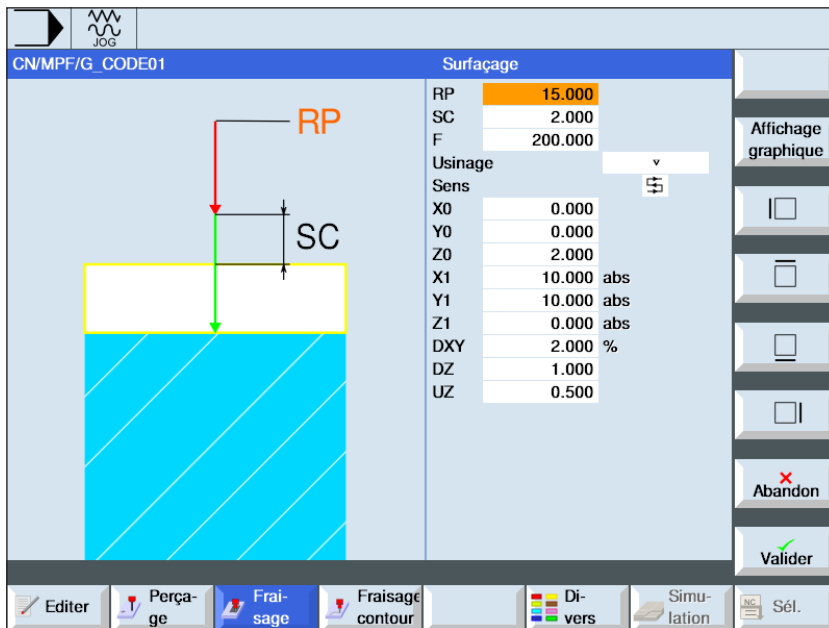 JOG
CN/MPF/G_CODE01
Surfaçage
RP
SC
RP 15.000
SC 2.000
F 200.000
Usinage ▿
Sens
X0 0.000
Y0 0.000
Z0 2.000
X1 10.000 abs
Y1 10.000 abs
Z1 0.000 abs
DXY 2.000 %
DZ 1.000
UZ 0.500
Affichage
graphique
Abandon
Valider
Editer
Perça-
ge
Frai-
sage
Fraisage
contour
Di-
vers
Simu-
lation
NC
Sél.